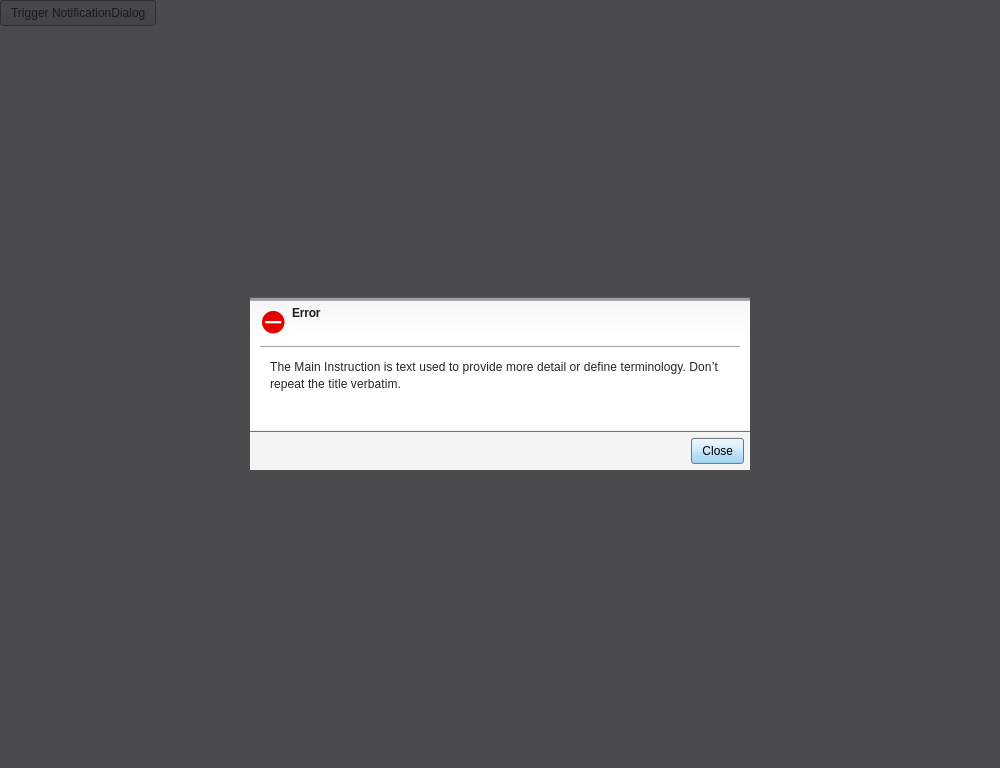 Trigger NotificationDialog
Error
The Main Instruction is text used to provide more detail or define terminology. Don’t
repeat the title verbatim.
Close